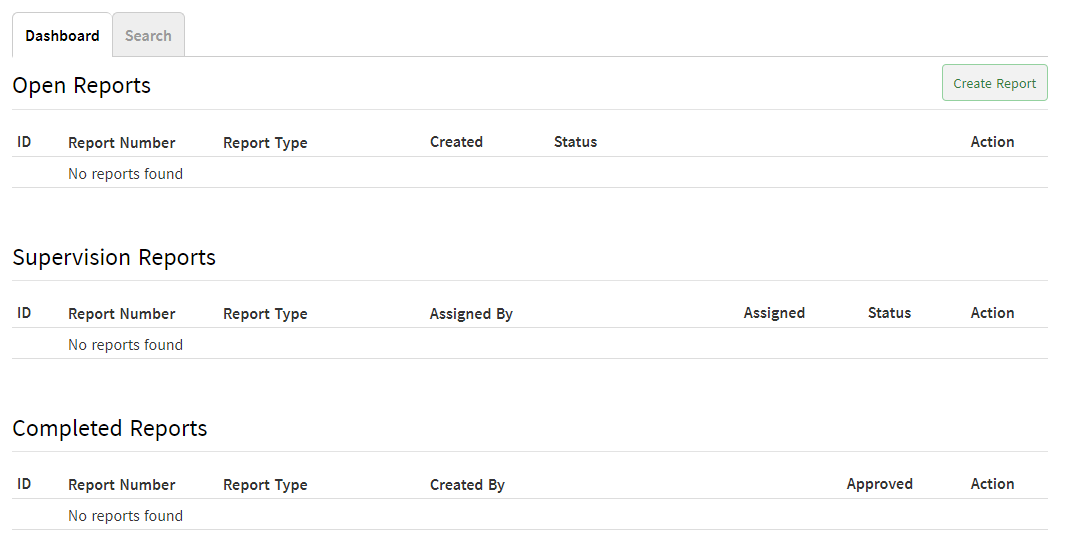 Dashboard Search
Open Reports Create Report
ID Report Number Report Type Created Status Action
No reports found
Supervision Reports
ID Report Number Report Type Assigned By Assigned Status Action
No reports found
Completed Reports
ID Report Number Report Type Created By Approved Action
No reports found